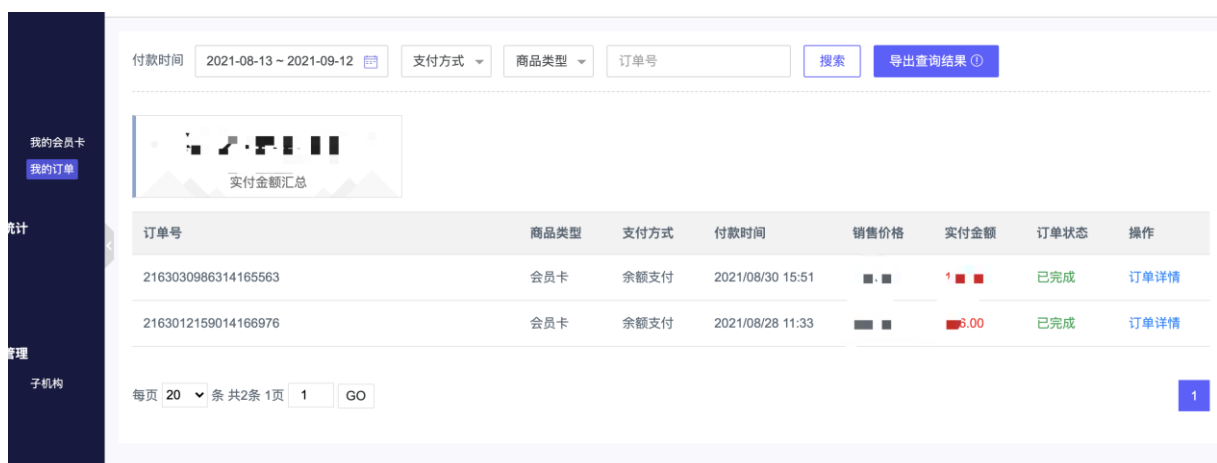 付款时间 2021-08-13 ~ 2021-09-12 支付方式 商品类型 订单号 搜索 导出查询结果
我的会员卡
我的订单
实付金额汇总
统计
订单号 商品类型 支付方式 付款时间 销售价格 实付金额 订单状态 操作
2163030986314165563 会员卡 余额支付 2021/08/30 15:51 已完成 订单详情
2163012159014166976 会员卡 余额支付 2021/08/28 11:33 6.00 已完成 订单详情
管理
子机构
每页 20 条 共2条 1页 1 GO 1